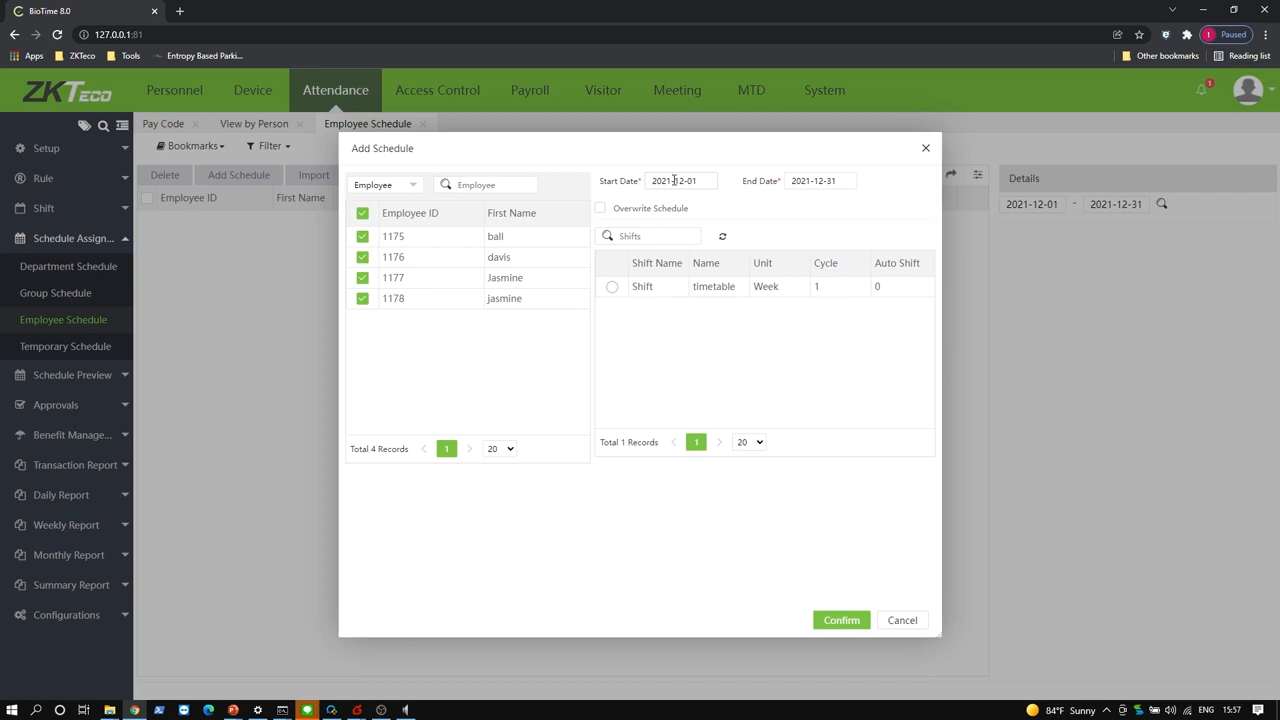 BioTime 8.0
127.0.0.1:81
Paused
Apps
ZKTeco
Tools
Entropy Based Parki...
Other bookmarks
Reading list
ZKTeco
Personnel
Device
Attendance
Access Control
Payroll
Visitor
Meeting
MTD
System
1
Pay Code
View by Person
Employee Schedule
Bookmarks
Filter
Setup
Rule
Shift
Schedule Assign...
Department Schedule
Group Schedule
Employee Schedule
Temporary Schedule
Schedule Preview
Approvals
Benefit Manage...
Transaction Report
Daily Report
Weekly Report
Monthly Report
Summary Report
Configurations
Delete
Add Schedule
Import
Employee ID
First Name
Details
2021-12-01 - 2021-12-31
Add Schedule
Employee
Employee
Employee ID First Name
1175 ball
1176 davis
1177 Jasmine
1178 jasmine
Total 4 Records 1 20
Start Date* 2021-12-01 End Date* 2021-12-31
Overwrite Schedule
Shifts
Shift Name Name Unit Cycle Auto Shift
Shift timetable Week 1 0
Total 1 Records 1 20
Confirm
Cancel
84°F Sunny
ENG
15:57